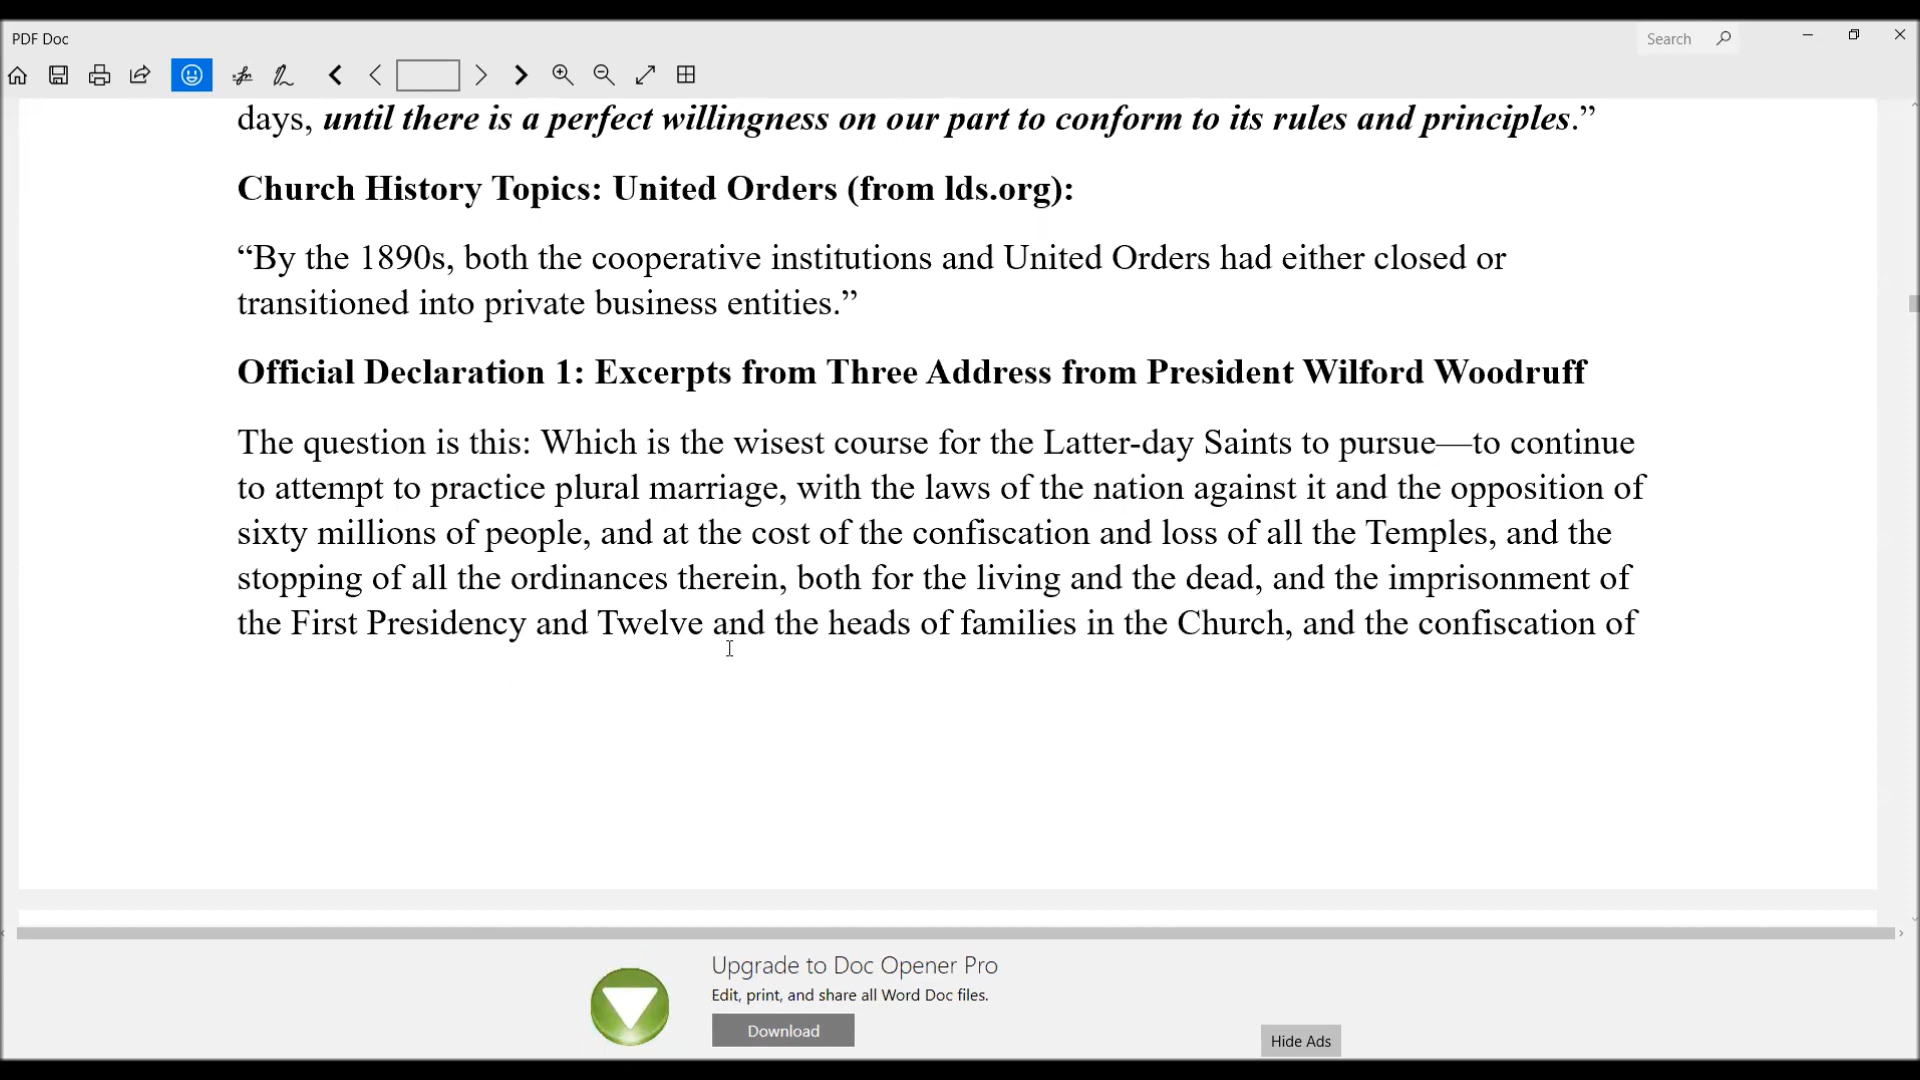 PDF Doc
Search
days, until there is a perfect willingness on our part to conform to its rules and principles.”
Church History Topics: United Orders (from lds.org):
“By the 1890s, both the cooperative institutions and United Orders had either closed or
transitioned into private business entities.”
Official Declaration 1: Excerpts from Three Address from President Wilford Woodruff
The question is this: Which is the wisest course for the Latter-day Saints to pursue—to continue
to attempt to practice plural marriage, with the laws of the nation against it and the opposition of
sixty millions of people, and at the cost of the confiscation and loss of all the Temples, and the
stopping of all the ordinances therein, both for the living and the dead, and the imprisonment of
the First Presidency and Twelve and the heads of families in the Church, and the confiscation of
Upgrade to Doc Opener Pro
Edit, print, and share all Word Doc files.
Download
Hide Ads